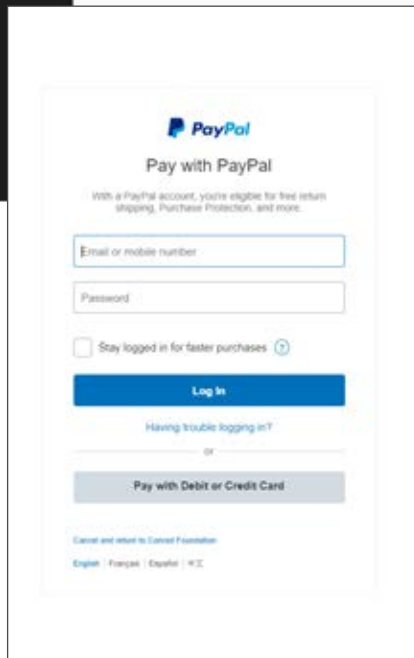 PayPal
Pay with PayPal
With a PayPal account, you're eligible for free return
shipping, Purchase Protection, and more.
Email or mobile number
Password
Stay logged in for faster purchases ?
Log In
Having trouble logging in?
or
Pay with Debit or Credit Card
Cancel and return to Conrad Foundation
English | Français | Español | 中文